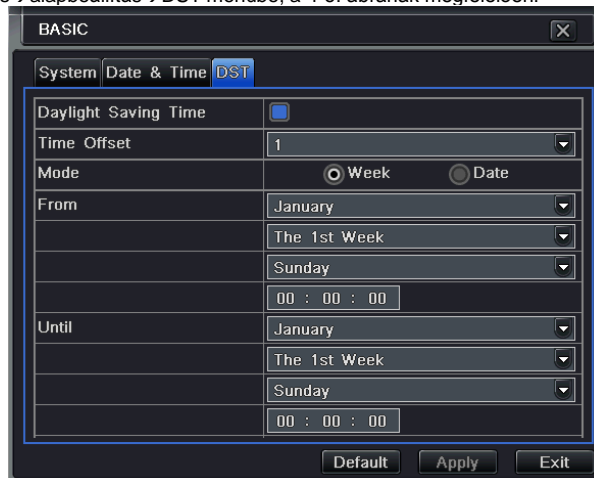 BASIC
System Date & Time DST
Daylight Saving Time
Time Offset 1
Mode Week Date
From January
The 1st Week
Sunday
00 : 00 : 00
Until January
The 1st Week
Sunday
00 : 00 : 00
Default Apply Exit